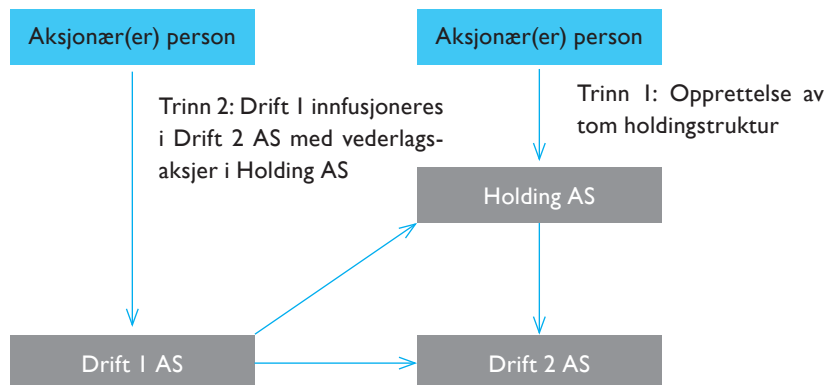 Aksjonær(er) person
Aksjonær(er) person
Trinn 2: Drift 1 innfusjoneres
i Drift 2 AS med vederlags-
aksjer i Holding AS
Trinn 1: Opprettelse av
tom holdingstruktur
Holding AS
Drift 1 AS
Drift 2 AS